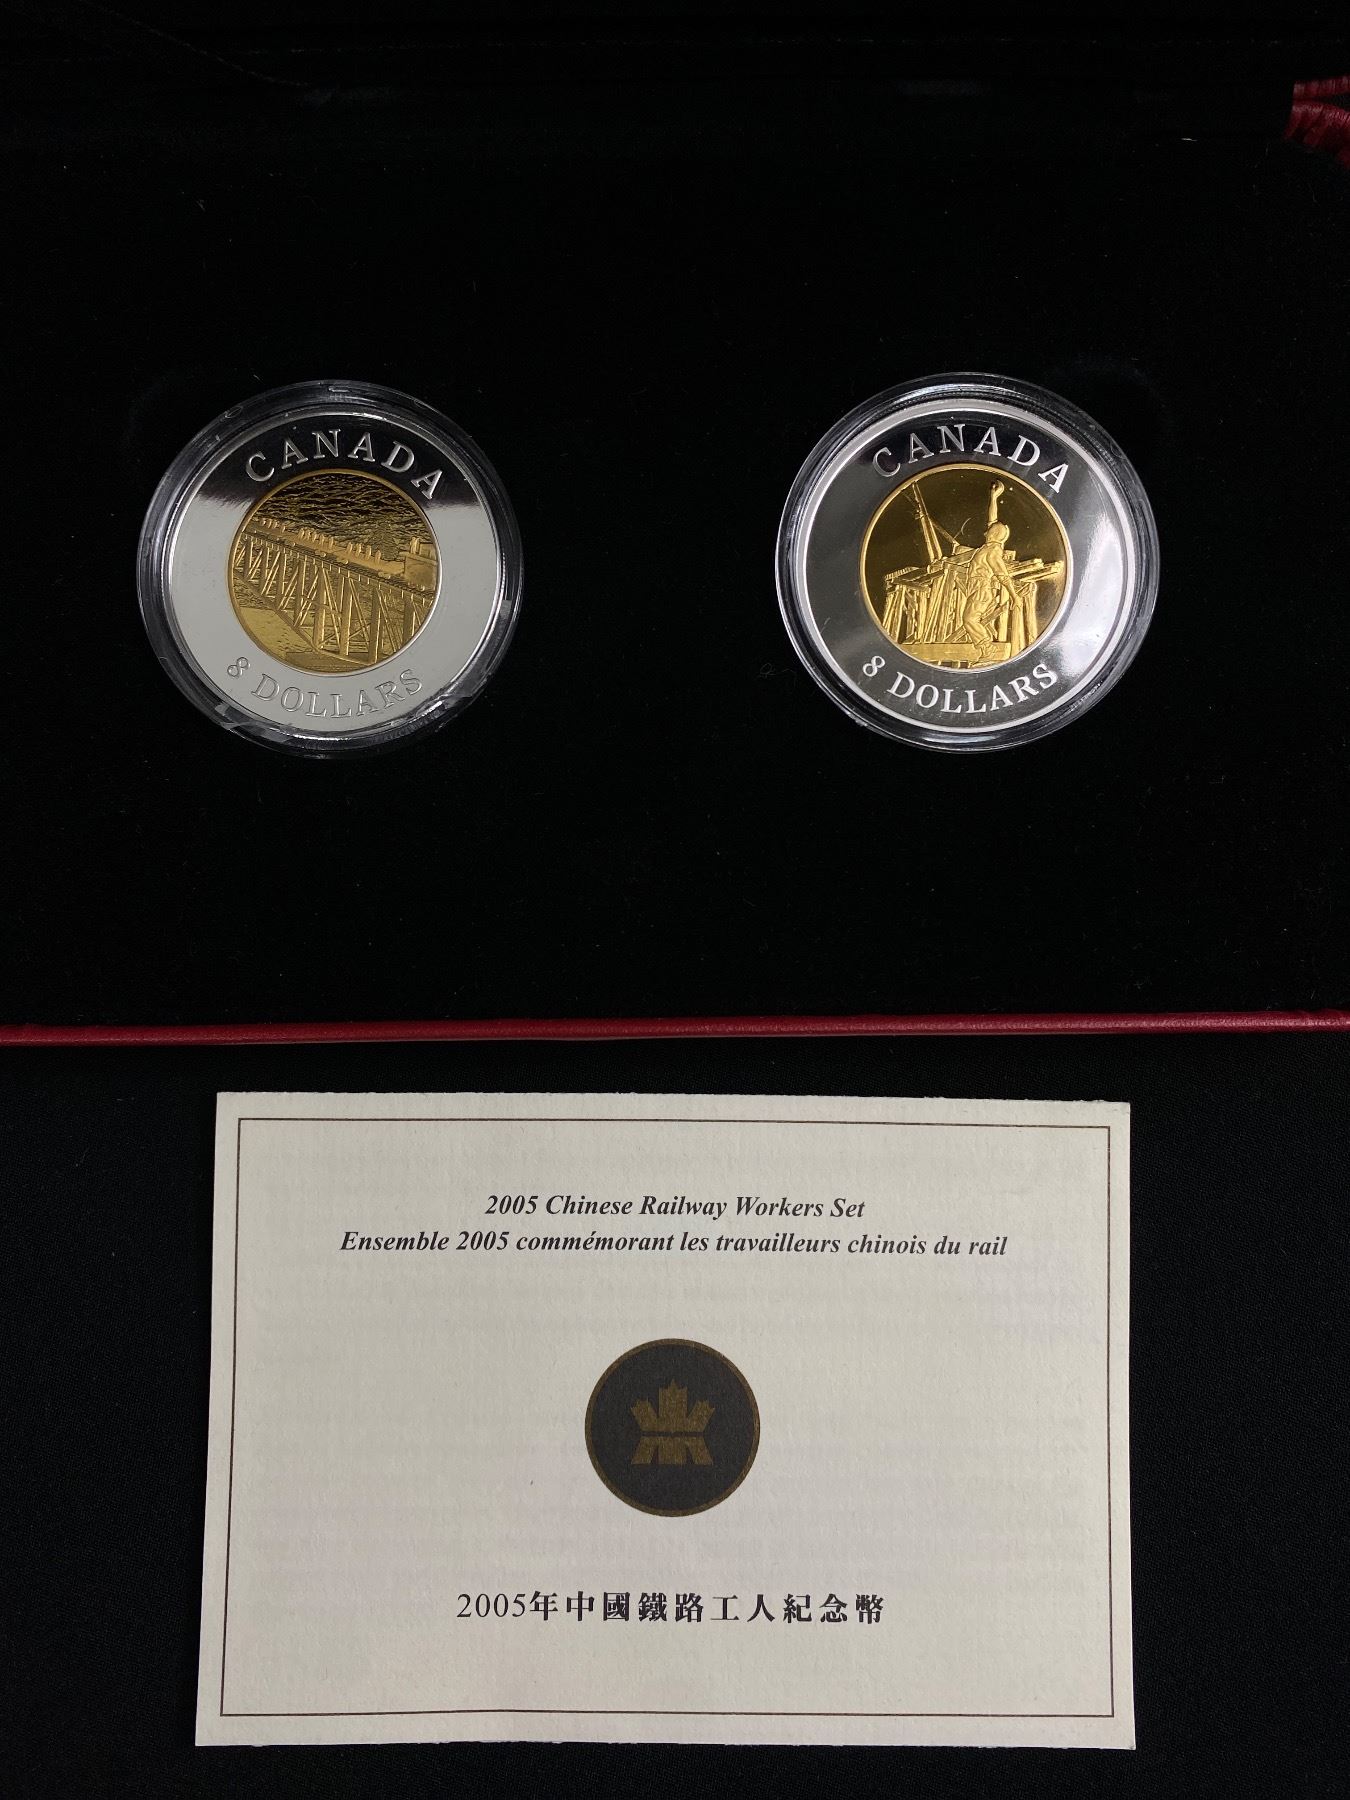 CANADA
8 DOLLARS
CANADA
8 DOLLARS
2005 Chinese Railway Workers Set
Ensemble 2005 commémorant les travailleurs chinois du rail
2005年中國鐵路工人紀念幣